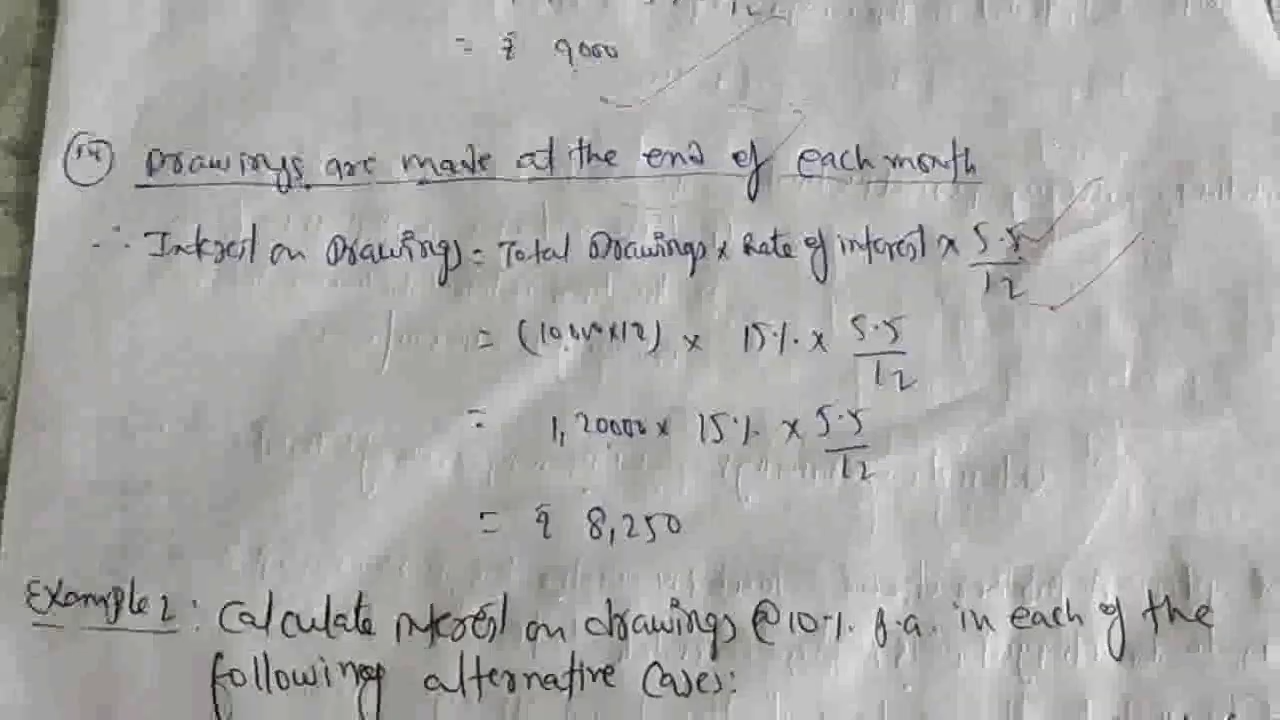 = ₹ 9000
Drawings are made at the end of each month
∴ Interest on Drawings = Total Drawings x Rate of interest x 5.5/12
= (10,000x12) x 15% x 5.5/12
= 1,20000 x 15% x 5.5/12
= ₹ 8,250
Example 2: Calculate interest on drawings @10% p.a. in each of the
following alternative Cases: